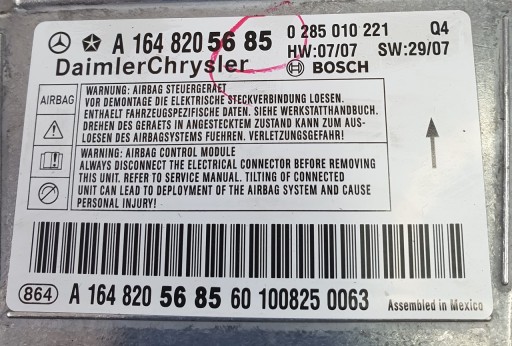 A 164 820 56 85 0 285 010 221 Q4
HW:07/07 SW:29/07
DaimlerChrysler BOSCH
AIRBAG
WARNUNG: AIRBAG STEUERGERAET
VOR DEMONTAGE DIE ELEKTRISCHE STECKVERBINDUNG LOESEN.
ENTHAELT FAHRZEUGSPEZIFISCHE DATEN. SIEHE WERKSTATTHANDBUCH.
DREHEN DES GERAETS IN ANGESTECKTEM ZUSTAND KANN ZUM AUS-
LOESEN DES AIRBAGSYSTEMS FUEHREN. VERLETZUNGSGEFAHR!
WARNING: AIRBAG CONTROL MODULE
ALWAYS DISCONNECT THE ELECTRICAL CONNECTOR BEFORE REMOVING
THIS UNIT. REFER TO SERVICE MANUAL. TILTING OF CONNECTED
UNIT CAN LEAD TO DEPLOYMENT OF THE AIRBAG SYSTEM AND CAUSE
PERSONAL INJURY!
864 A 164 820 56 85 60 100825 0063 Assembled in Mexico